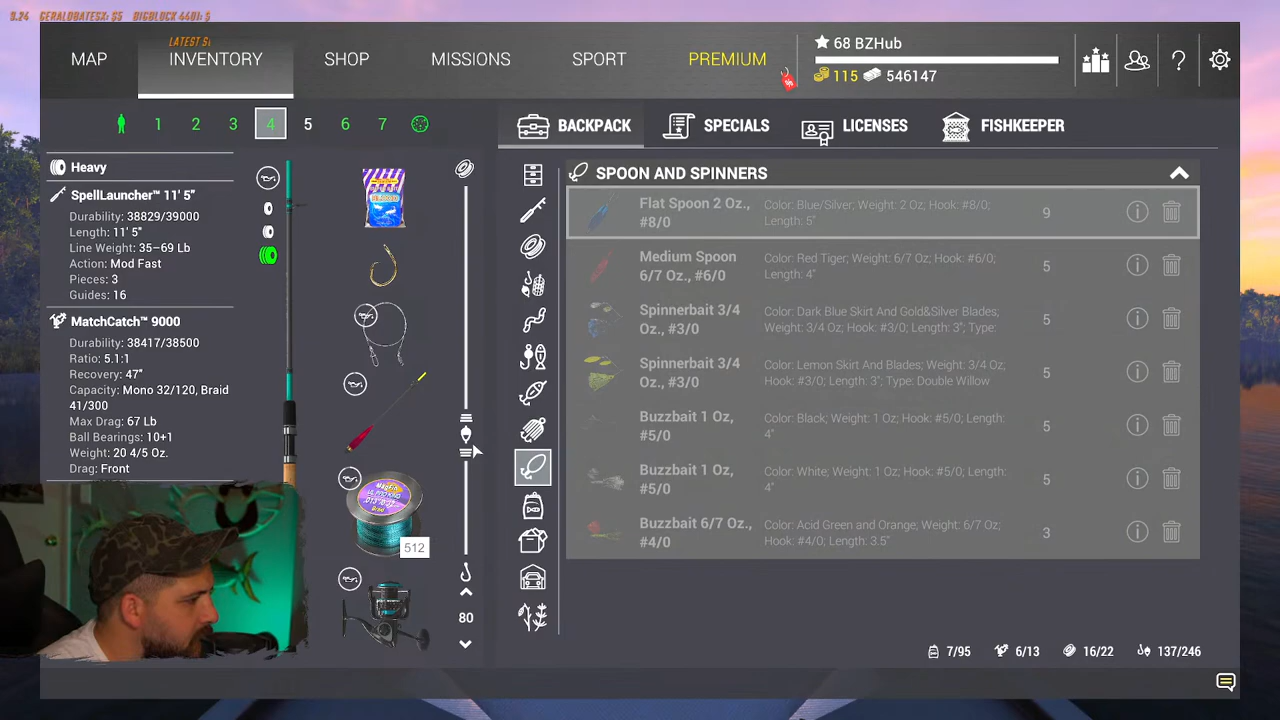 9.24 GERALDBATESX: $5 BIGBLOCK 4401: $
LATEST SU
MAP
INVENTORY
SHOP
MISSIONS
SPORT
PREMIUM
68 BZHub
115 546147
1 2 3 4 5 6 7
BACKPACK
SPECIALS
LICENSES
FISHKEEPER
Heavy
SpellLauncher™ 11' 5"
Durability: 38829/39000
Length: 11' 5"
Line Weight: 35–69 Lb
Action: Mod Fast
Pieces: 3
Guides: 16
MatchCatch™ 9000
Durability: 38417/38500
Ratio: 5.1:1
Recovery: 47"
Capacity: Mono 32/120, Braid
41/300
Max Drag: 67 Lb
Ball Bearings: 10+1
Weight: 20 4/5 Oz.
Drag: Front
512
80
SPOON AND SPINNERS
Flat Spoon 2 Oz.,
#8/0
Color: Blue/Silver; Weight: 2 Oz; Hook: #8/0;
Length: 5"
9
Medium Spoon
6/7 Oz., #6/0
Color: Red Tiger; Weight: 6/7 Oz; Hook: #6/0;
Length: 4"
5
Spinnerbait 3/4
Oz., #3/0
Color: Dark Blue Skirt And Gold&Silver Blades;
Weight: 3/4 Oz; Hook: #3/0; Length: 3"; Type:
5
Spinnerbait 3/4
Oz., #3/0
Color: Lemon Skirt And Blades; Weight: 3/4 Oz;
Hook: #3/0; Length: 3"; Type: Double Willow
5
Buzzbait 1 Oz,
#5/0
Color: Black; Weight: 1 Oz; Hook: #5/0; Length:
4"
5
Buzzbait 1 Oz,
#5/0
Color: White; Weight: 1 Oz; Hook: #5/0; Length:
4"
5
Buzzbait 6/7 Oz.,
#4/0
Color: Acid Green and Orange; Weight: 6/7 Oz;
Hook: #4/0; Length: 3.5"
3
7/95 6/13 16/22 137/246